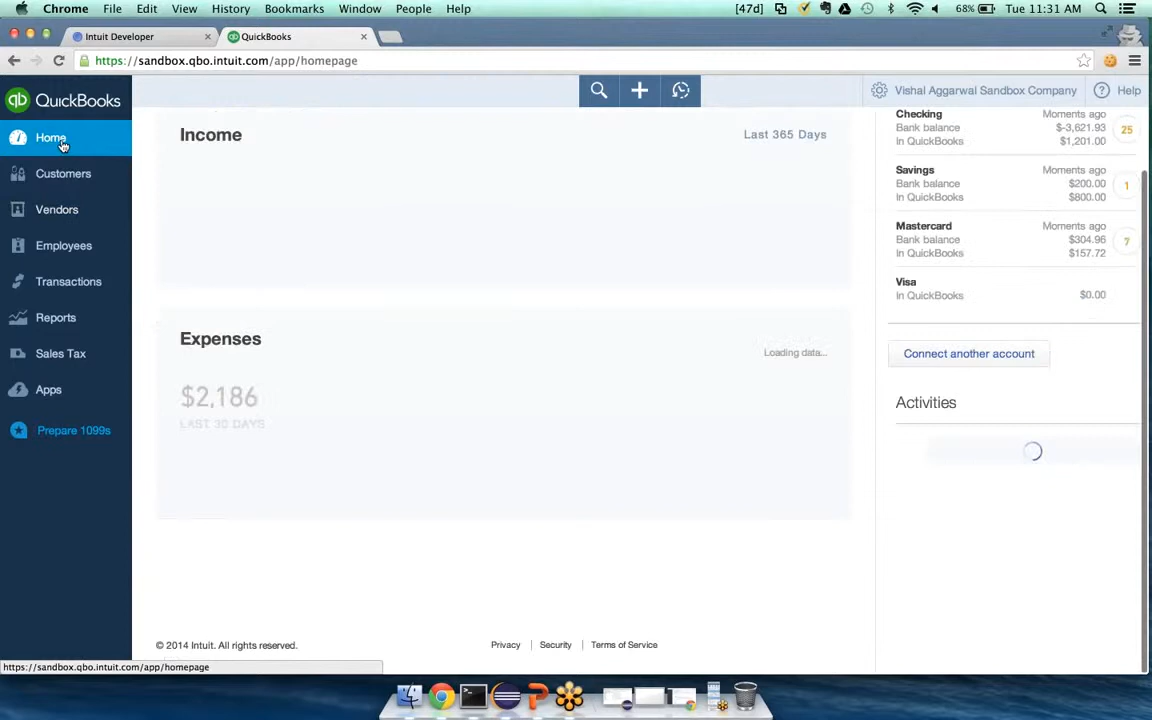 Chrome File Edit View History Bookmarks Window People Help [47d] 68% Tue 11:31 AM
Intuit Developer × QuickBooks ×
https://sandbox.qbo.intuit.com/app/homepage
qb QuickBooks
Vishal Aggarwal Sandbox Company ? Help
Home
Customers
Vendors
Employees
Transactions
Reports
Sales Tax
Apps
Prepare 1099s
Income Last 365 Days
Expenses
Loading data...
$2,186
LAST 30 DAYS
Checking Moments ago
Bank balance $-3,621.93
In QuickBooks $1,201.00
25
Savings Moments ago
Bank balance $200.00
In QuickBooks $800.00
1
Mastercard Moments ago
Bank balance $304.96
In QuickBooks $157.72
7
Visa
In QuickBooks $0.00
Connect another account
Activities
© 2014 Intuit. All rights reserved. Privacy | Security | Terms of Service
https://sandbox.qbo.intuit.com/app/homepage